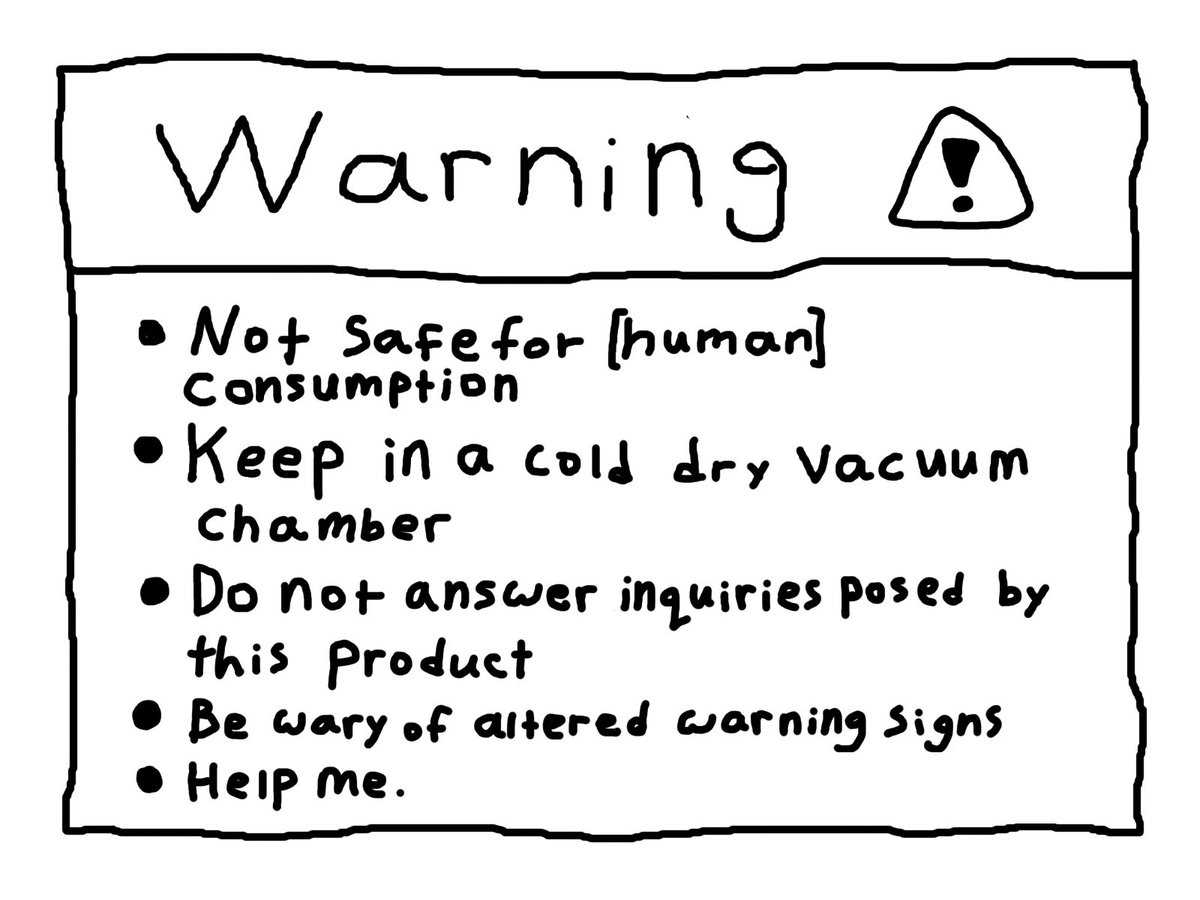 Warning
• Not Safe for [human]
Consumption
• Keep in a cold dry vacuum
Chamber
• Do not answer inquiries posed by
this product
• Be wary of altered warning signs
• Help me.